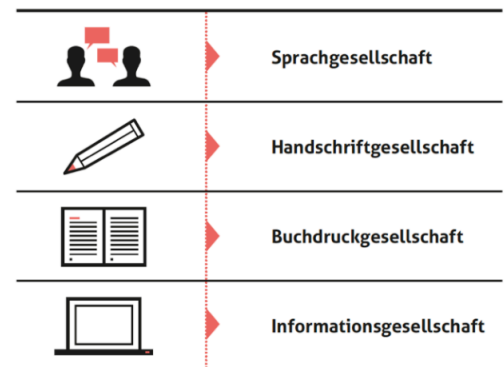 Sprachgesellschaft
Handschriftgesellschaft
Buchdruckgesellschaft
Informationsgesellschaft